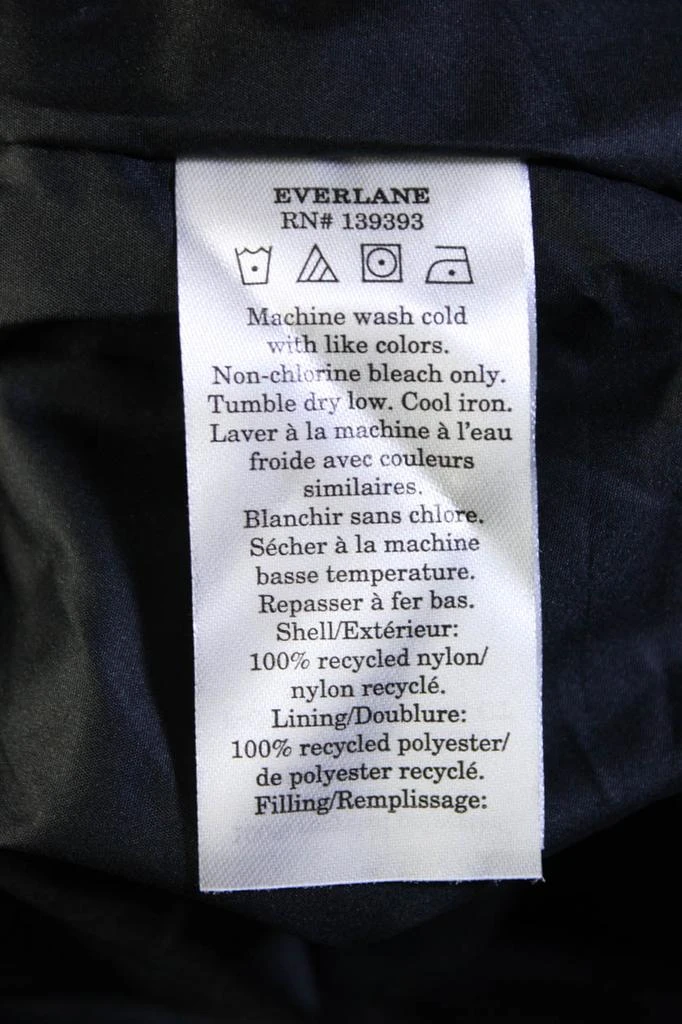 EVERLANE
RN# 139393
Machine wash cold
with like colors.
Non-chlorine bleach only.
Tumble dry low. Cool iron.
Laver à la machine à l'eau
froide avec couleurs
similaires.
Blanchir sans chlore.
Sécher à la machine
basse temperature.
Repasser à fer bas.
Shell/Extérieur:
100% recycled nylon/
nylon recyclé.
Lining/Doublure:
100% recycled polyester/
de polyester recyclé.
Filling/Remplissage: